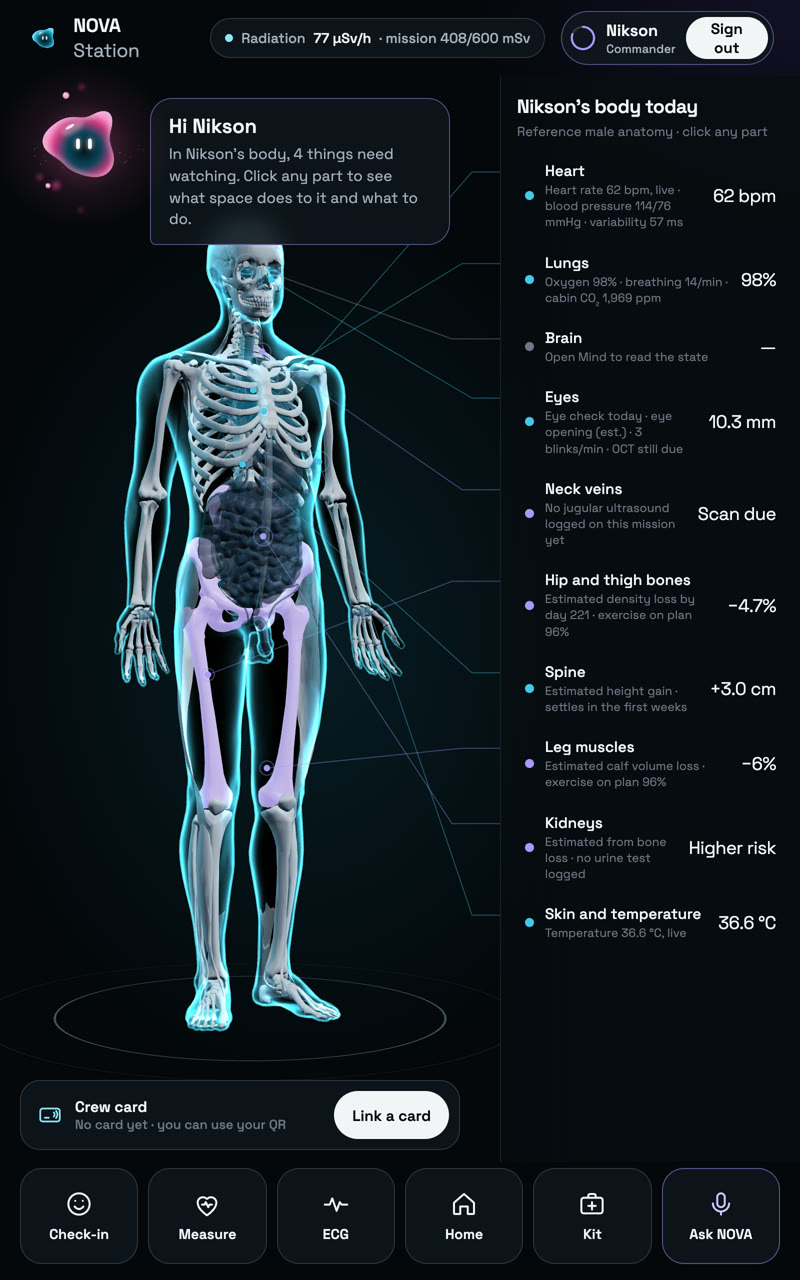 NOVA
Station
Radiation 77 µSv/h · mission 408/600 mSv
Nikson
Commander
Sign
out
Hi Nikson
In Nikson's body, 4 things need
watching. Click any part to see
what space does to it and what to
do.
Nikson's body today
Reference male anatomy · click any part
Heart
Heart rate 62 bpm, live ·
blood pressure 114/76
mmHg · variability 57 ms
62 bpm
Lungs
Oxygen 98% · breathing 14/min ·
cabin CO₂ 1,969 ppm
98%
Brain
Open Mind to read the state
—
Eyes
Eye check today · eye
opening (est.) · 3
blinks/min · OCT still due
10.3 mm
Neck veins
No jugular ultrasound
logged on this mission
yet
Scan due
Hip and thigh bones
Estimated density loss by
day 221 · exercise on plan
96%
−4.7%
Spine
Estimated height gain ·
settles in the first weeks
+3.0 cm
Leg muscles
Estimated calf volume loss ·
exercise on plan 96%
−6%
Kidneys
Estimated from bone
loss · no urine test
logged
Higher risk
Skin and temperature
Temperature 36.6 °C, live
36.6 °C
Crew card
No card yet · you can use your QR
Link a card
Check-in
Measure
ECG
Home
Kit
Ask NOVA